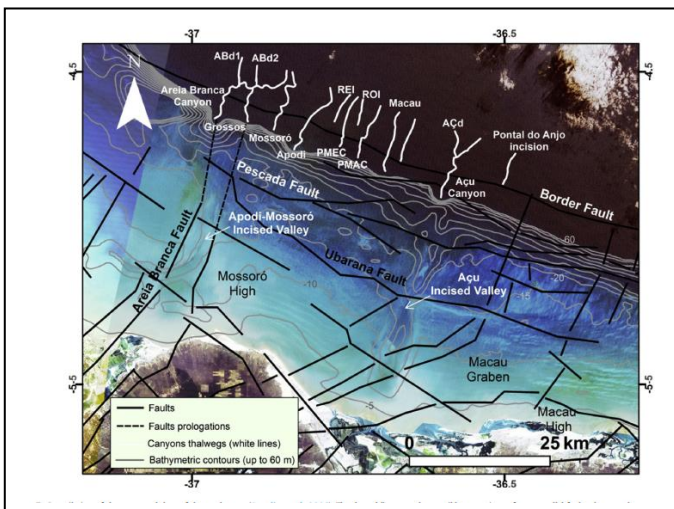 -37
-36.5
-4.5
-4.5
N
ABd1
ABd2
Areia Branca
Canyon
REI
ROI
Macau
AÇd
Grossos
Mossoró
Pontal do Anjo
incision
Apodi
PMEC
PMAC
Açu
Canyon
Border Fault
Pescada Fault
Apodi-Mossoró
Incised Valley
60
Areia Branca Fault
Ubarana Fault
Açu
Incised Valley
-20
-15
-10
Mossoró
High
Macau
Graben
-5.5
-5.5
-5
Macau
High
Faults
Faults prologations
Canyons thalwegs (white lines)
Bathymetric contours (up to 60 m)
0
25 km
-37
-36.5